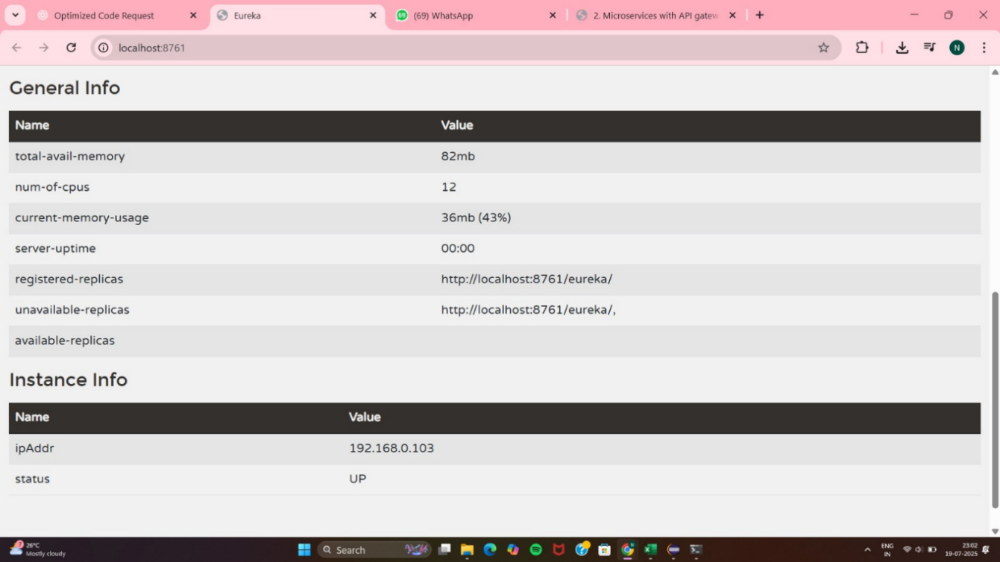 Optimized Code Request
Eureka
(69) WhatsApp
2. Microservices with API gatew
localhost:8761
N
General Info
Name Value
total-avail-memory 82mb
num-of-cpus 12
current-memory-usage 36mb (43%)
server-uptime 00:00
registered-replicas http://localhost:8761/eureka/
unavailable-replicas http://localhost:8761/eureka/,
available-replicas
Instance Info
Name Value
ipAddr 192.168.0.103
status UP
26°C
Mostly cloudy
Search
ENG
IN
23:02
19-07-2025